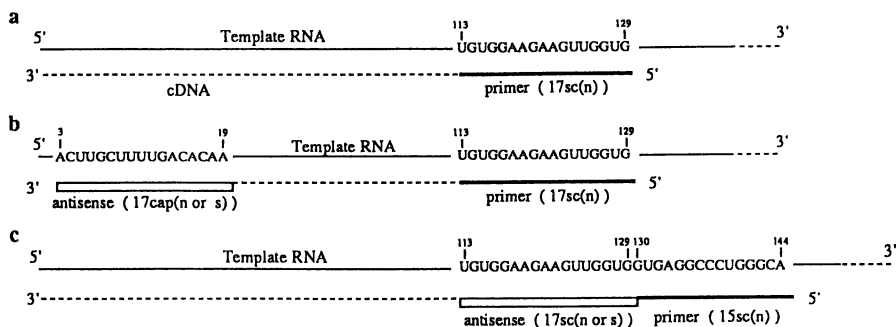 a
113 129
5' Template RNA UGUGGAAGAAGUUGGUG 3'
3' 5'
cDNA primer ( 17sc(n) )
b
3 19 113 129
5' ACUUGCUUUUGACACAA Template RNA UGUGGAAGAAGUUGGUG 3'
3' 5'
antisense ( 17cap(n or s) ) primer ( 17sc(n) )
c
113 129 130 144
5' Template RNA UGUGGAAGAAGUUGGUGGUGAGGCCCUGGGCA 3'
3' 5'
antisense ( 17sc(n or s) ) primer ( 15sc(n) )